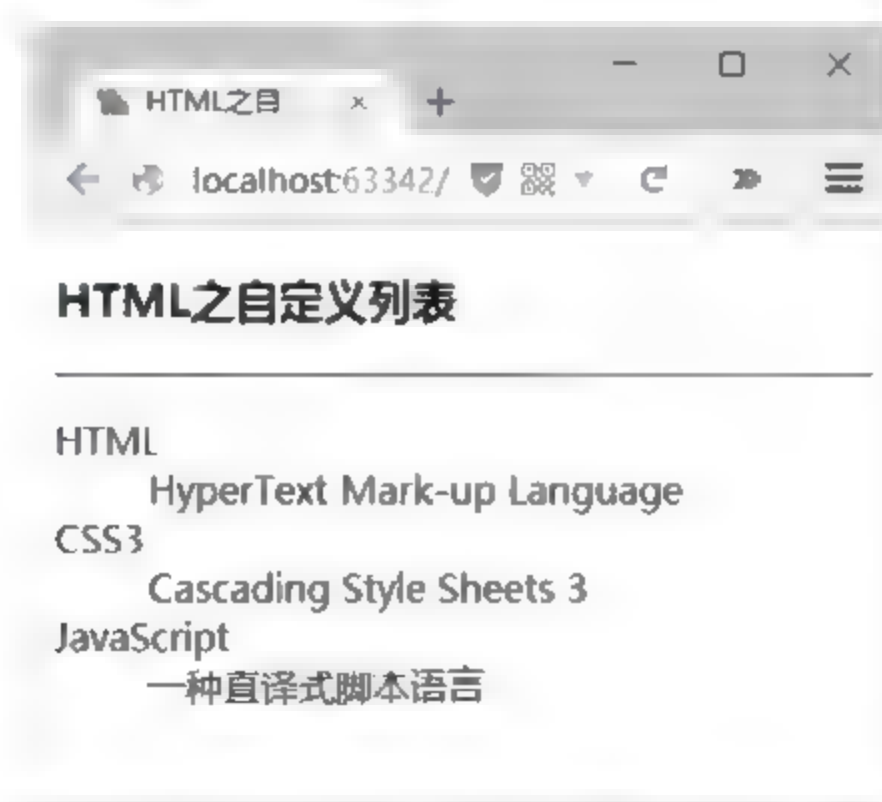 HTML之自
localhost:63342/
HTML之自定义列表
HTML
HyperText Mark-up Language
CSS3
Cascading Style Sheets 3
JavaScript
一种直译式脚本语言